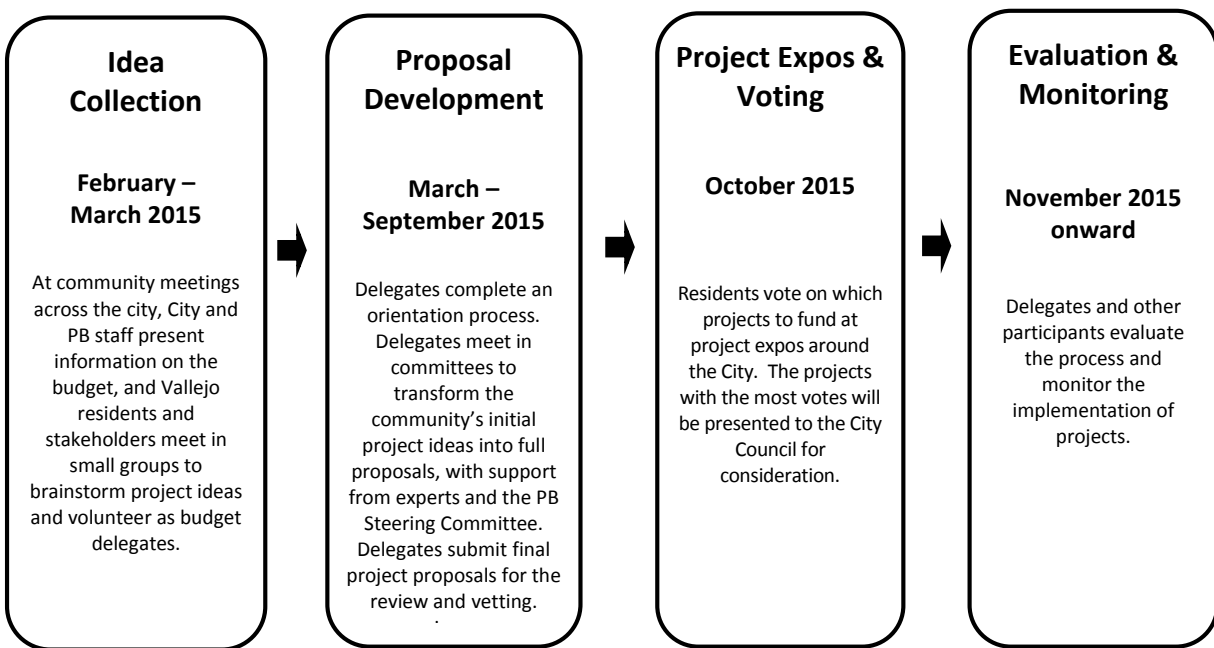 Idea
Collection
February –
March 2015
At community meetings
across the city, City and
PB staff present
information on the
budget, and Vallejo
residents and
stakeholders meet in
small groups to
brainstorm project ideas
and volunteer as budget
delegates.
Proposal
Development
March –
September 2015
Delegates complete an
orientation process.
Delegates meet in
committees to
transform the
community’s initial
project ideas into full
proposals, with support
from experts and the PB
Steering Committee.
Delegates submit final
project proposals for the
review and vetting.
Project Expos &
Voting
October 2015
Residents vote on which
projects to fund at
project expos around
the City.  The projects
with the most votes will
be presented to the City
Council for
consideration.
Evaluation &
Monitoring
November 2015
onward
Delegates and other
participants evaluate
the process and
monitor the
implementation of
projects.